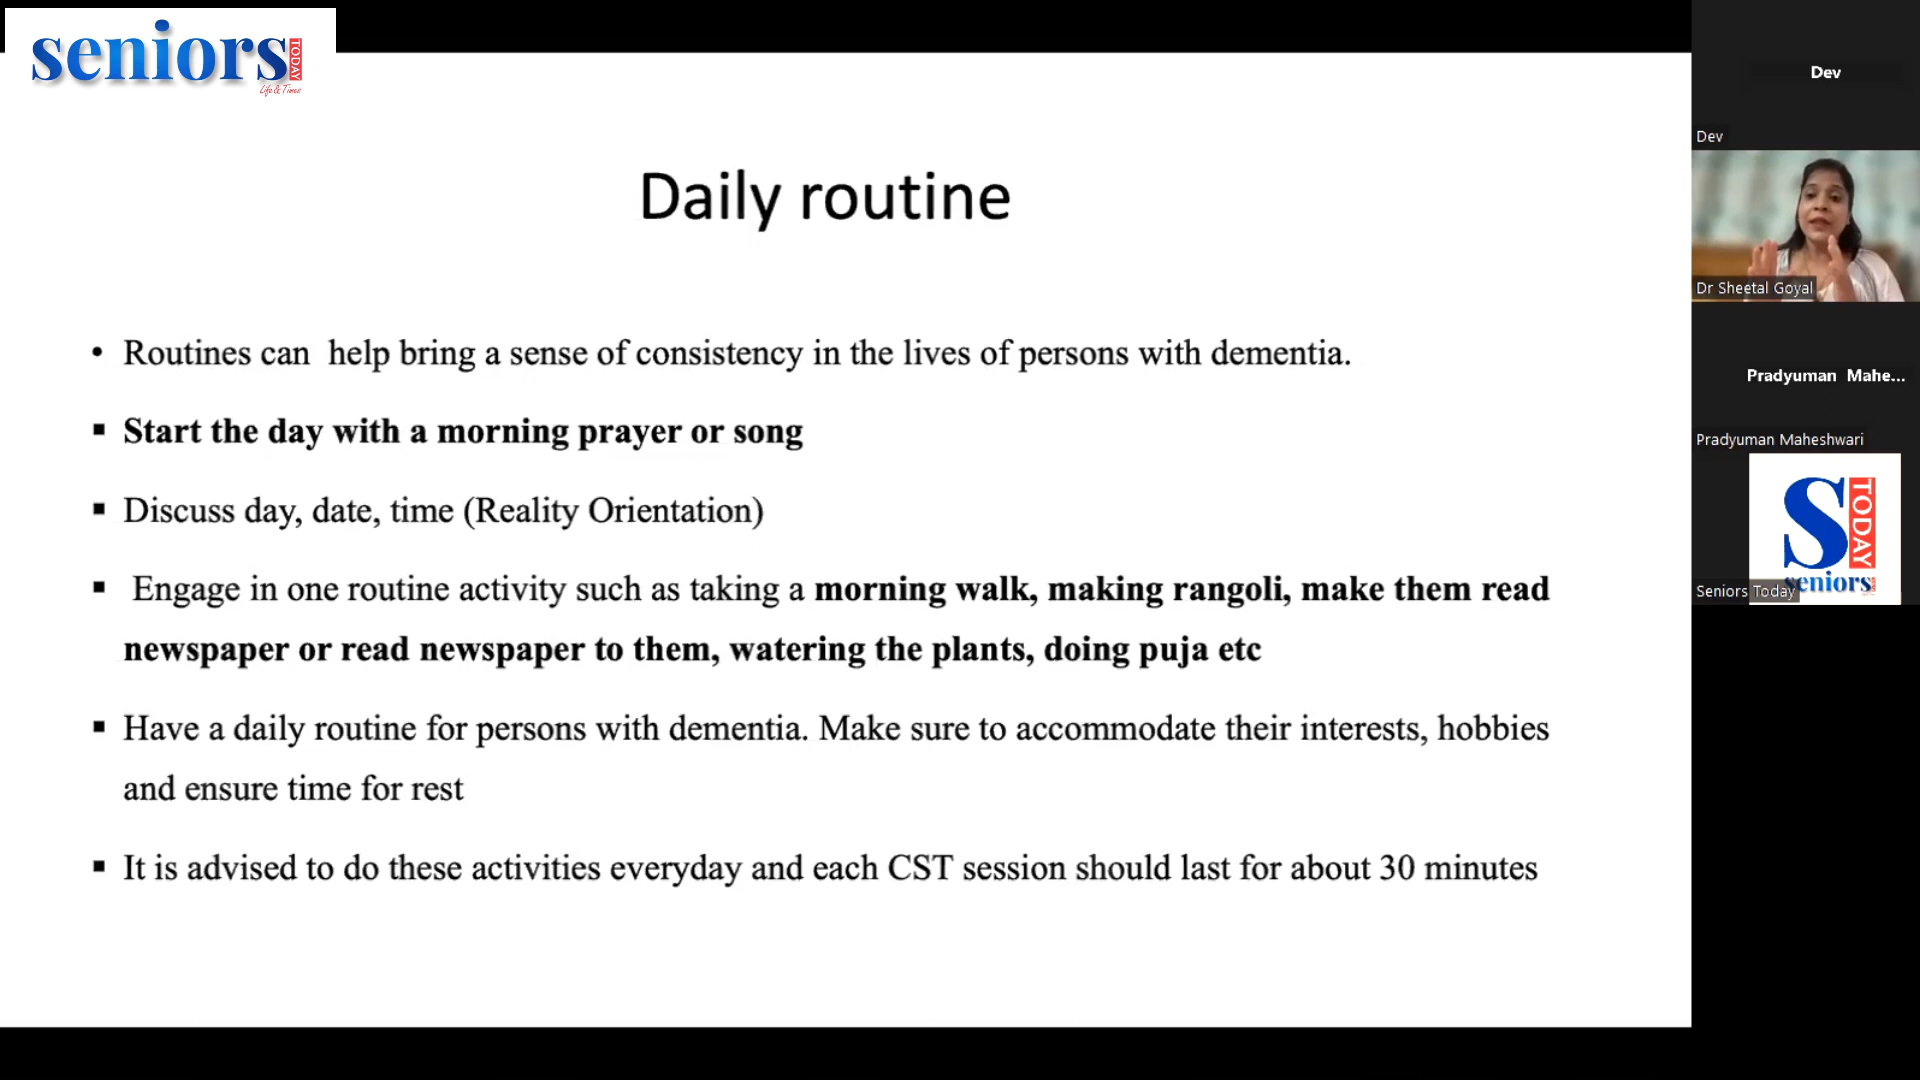 seniors
TODAY
Life & Times
Daily routine
• Routines can help bring a sense of consistency in the lives of persons with dementia.
▪ Start the day with a morning prayer or song
▪ Discuss day, date, time (Reality Orientation)
▪ Engage in one routine activity such as taking a morning walk, making rangoli, make them read
newspaper or read newspaper to them, watering the plants, doing puja etc
▪ Have a daily routine for persons with dementia. Make sure to accommodate their interests, hobbies
and ensure time for rest
▪ It is advised to do these activities everyday and each CST session should last for about 30 minutes
Dev
Dev
Dr Sheetal Goyal
Pradyuman Mahe...
Pradyuman Maheshwari
S
TODAY
seniors
Seniors Today